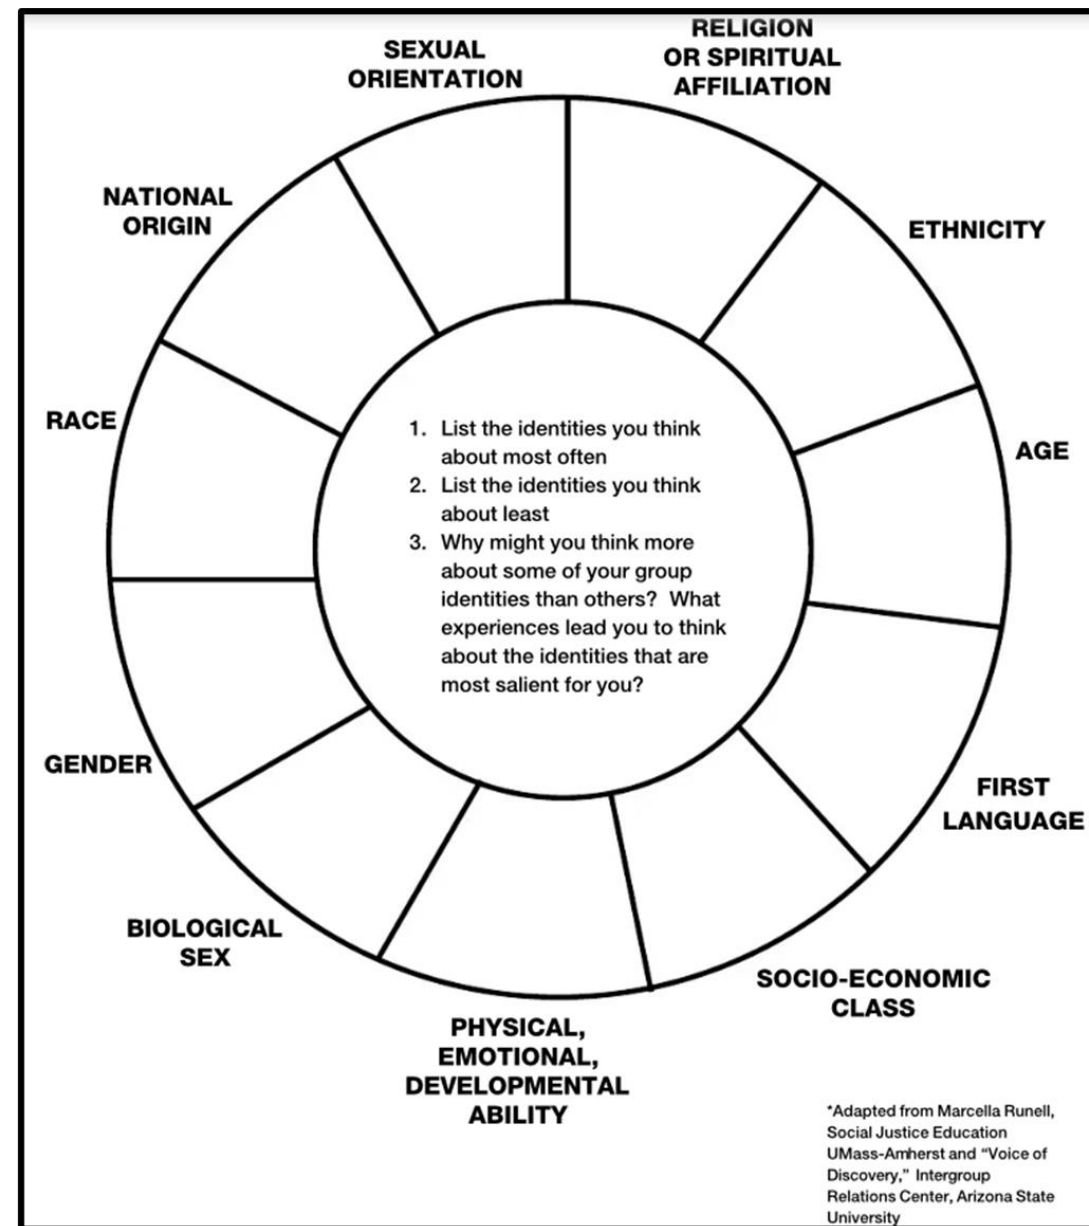 RELIGION
OR SPIRITUAL
AFFILIATION
SEXUAL
ORIENTATION
NATIONAL
ORIGIN
ETHNICITY
RACE
AGE
1. List the identities you think
about most often
2. List the identities you think
about least
3. Why might you think more
about some of your group
identities than others? What
experiences lead you to think
about the identities that are
most salient for you?
GENDER
FIRST
LANGUAGE
BIOLOGICAL
SEX
SOCIO-ECONOMIC
CLASS
PHYSICAL,
EMOTIONAL,
DEVELOPMENTAL
ABILITY
*Adapted from Marcella Runell,
Social Justice Education
UMass-Amherst and “Voice of
Discovery,” Intergroup
Relations Center, Arizona State
University